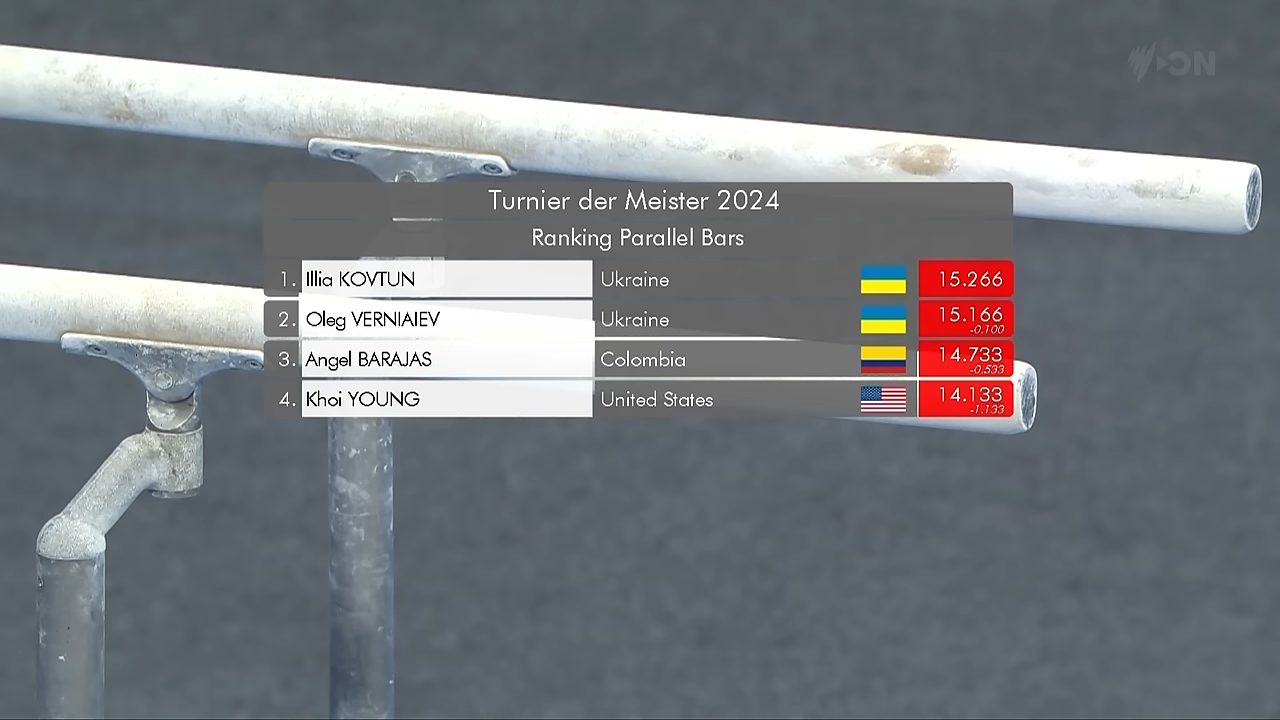 ON
Turnier der Meister 2024
Ranking Parallel Bars
1. Illia KOVTUN Ukraine 15.266
2. Oleg VERNIAIEV Ukraine 15.166 -0.100
3. Angel BARAJAS Colombia 14.733 -0.533
4. Khoi YOUNG United States 14.133 -1.133